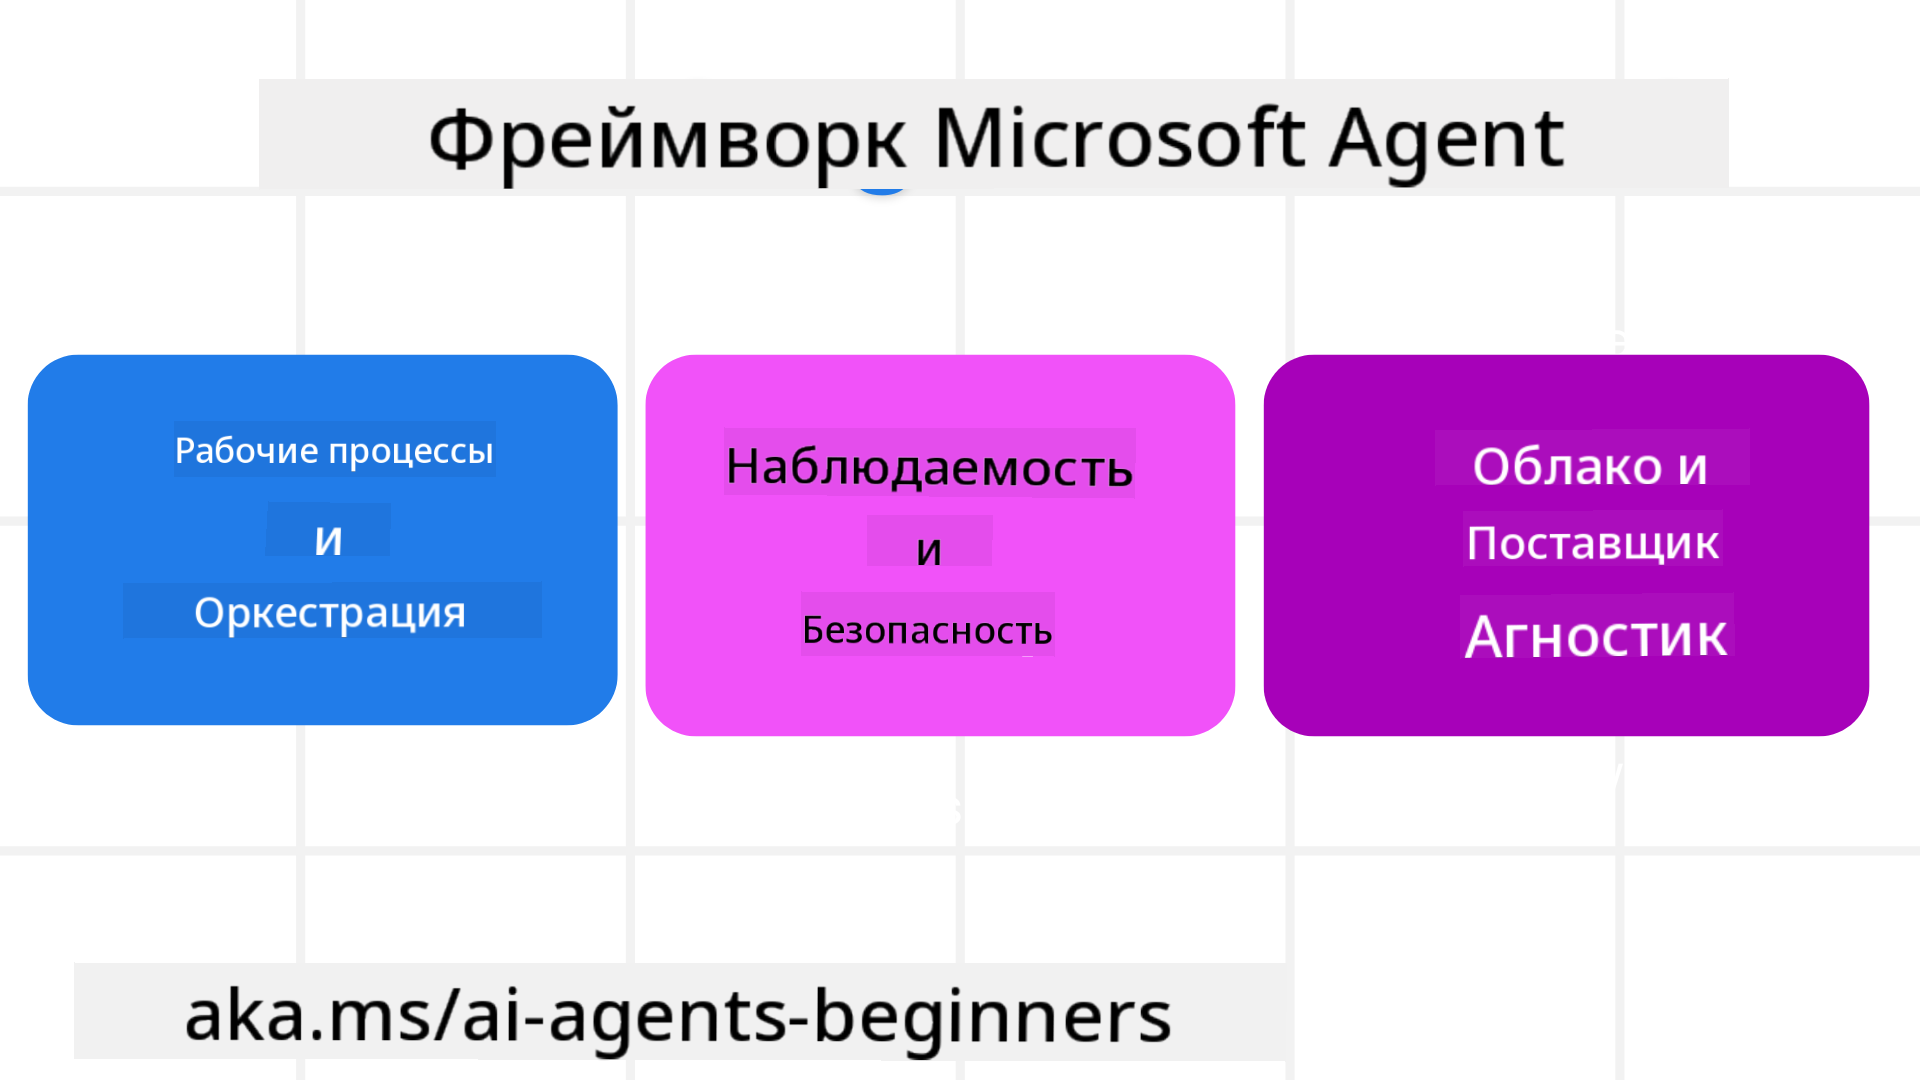 Фреймворк Microsoft Agent
Рабочие процессы
и
Оркестрация
Наблюдаемость
и
Безопасность
Облако и
Поставщик
Агностик
aka.ms/ai-agents-beginners